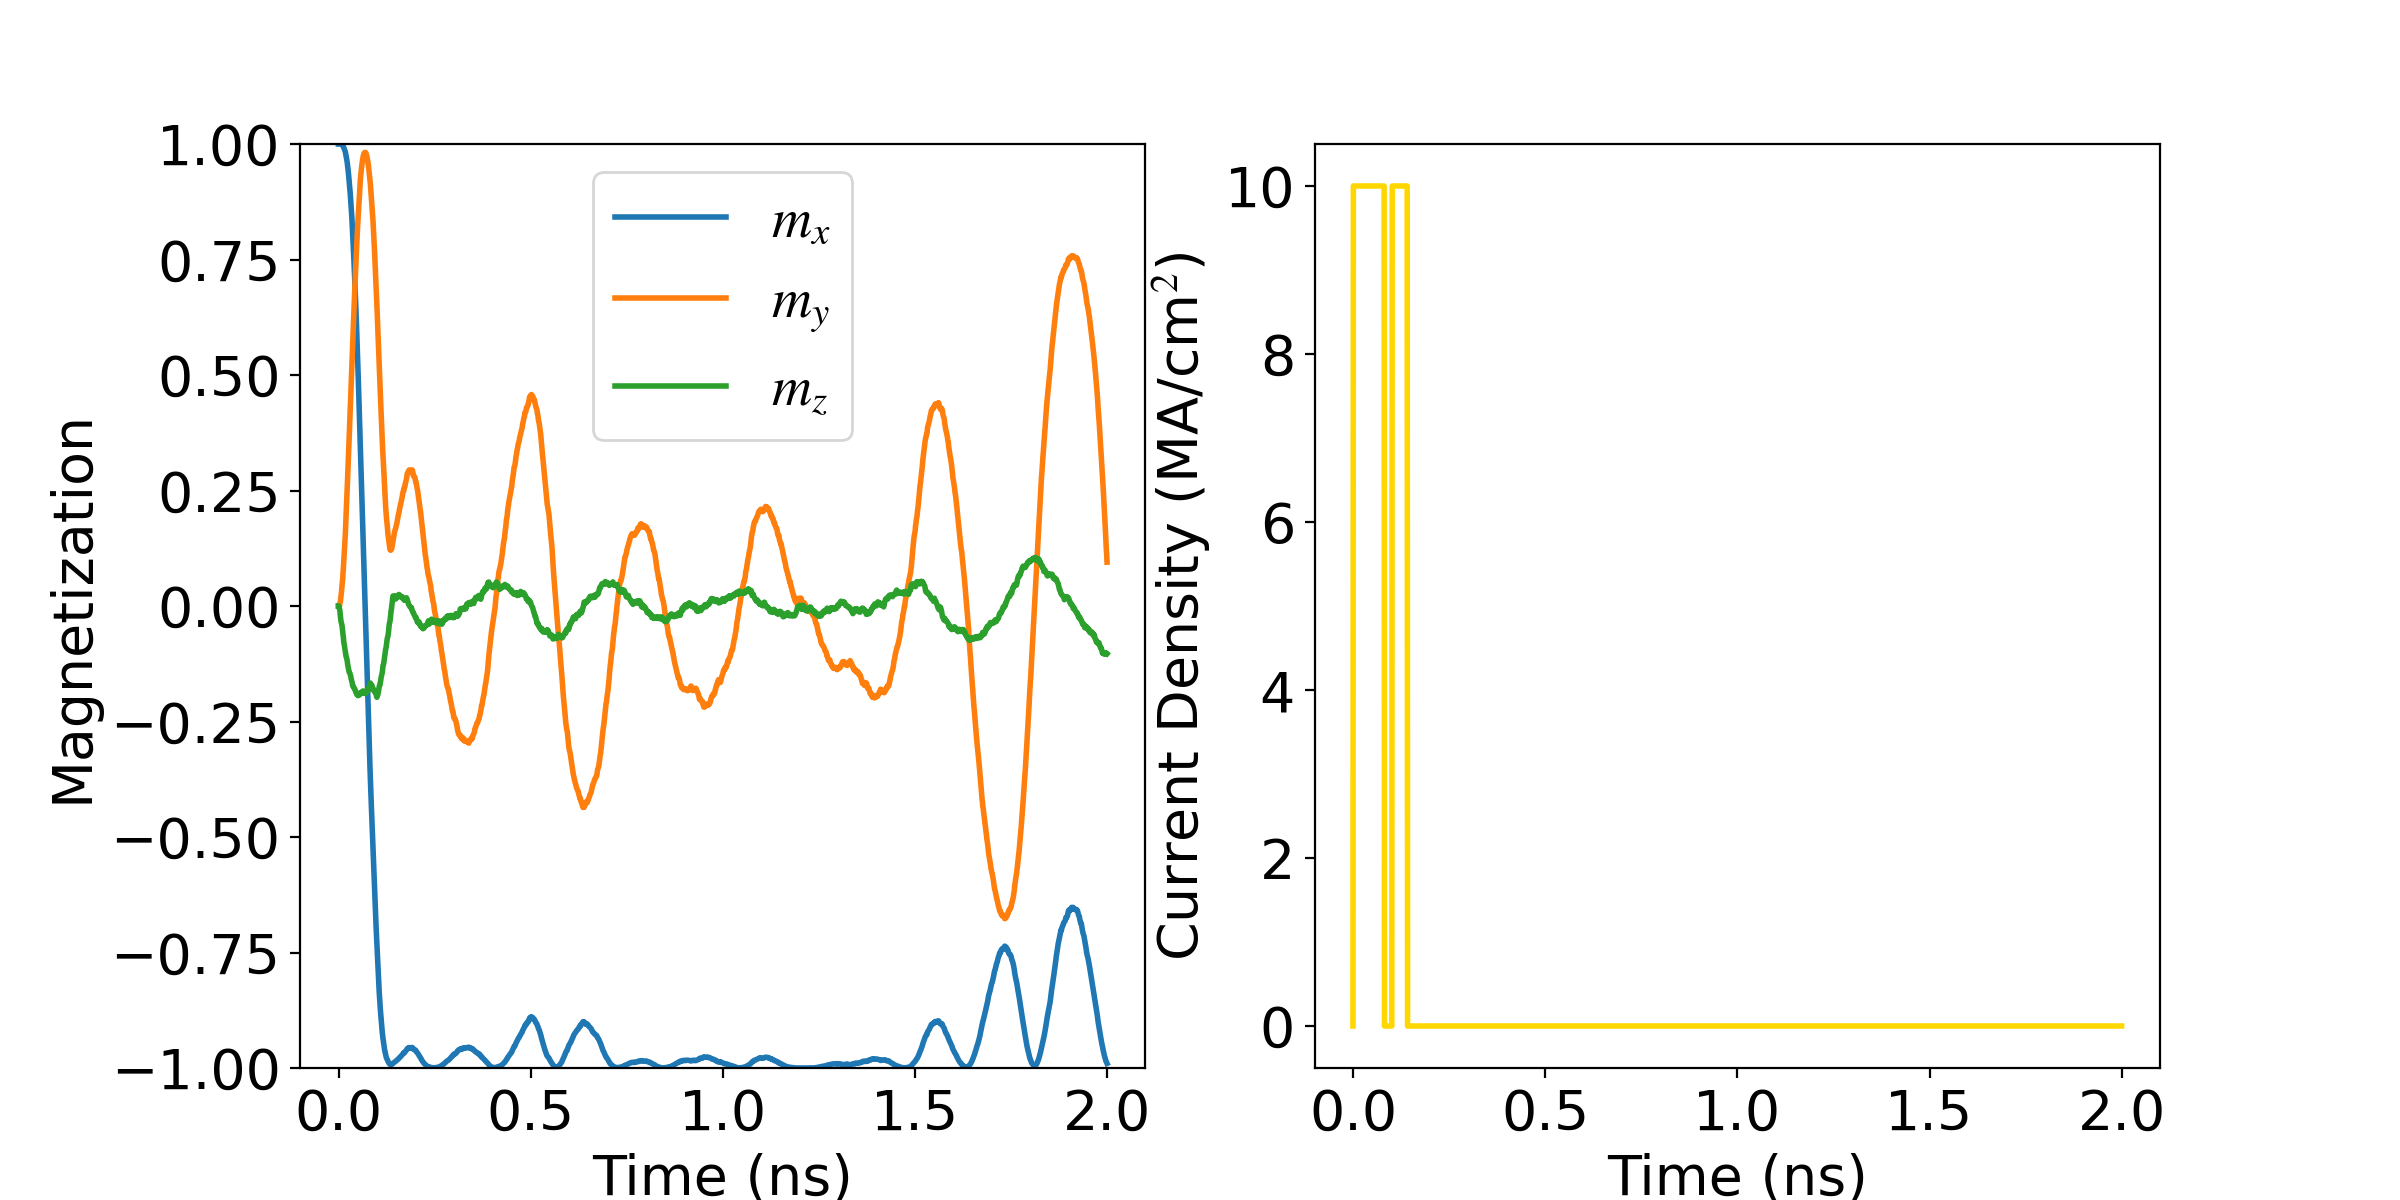 1.00
0.75
0.50
0.25
0.00
−0.25
−0.50
−0.75
−1.00
Magnetization
0.0 0.5 1.0 1.5 2.0
Time (ns)
m_x
m_y
m_z
10
8
6
4
2
0
Current Density (MA/cm²)
0.0 0.5 1.0 1.5 2.0
Time (ns)